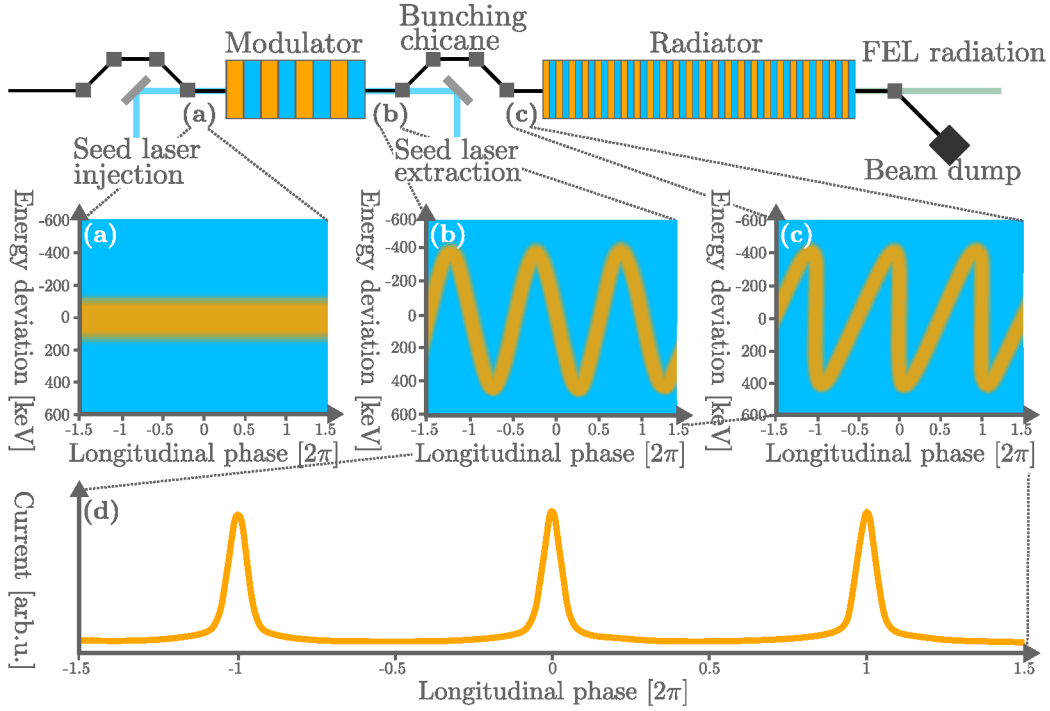 Bunching
chicane
Modulator
Radiator
FEL radiation
(a)
(b)
(c)
Seed laser
injection
Seed laser
extraction
Beam dump
Energy deviation [keV]
-600
-400
-200
0
200
400
600
(a)
-1.5
-1
-0.5
0
0.5
1
1.5
Longitudinal phase [2π]
Energy deviation [keV]
-600
-400
-200
0
200
400
600
(b)
-1.5
-1
-0.5
0
0.5
1
1.5
Longitudinal phase [2π]
Energy deviation [keV]
-600
-400
-200
0
200
400
600
(c)
-1.5
-1
-0.5
0
0.5
1
1.5
Longitudinal phase [2π]
(d)
Current [arb.u.]
-1.5
-1
-0.5
0
0.5
1
1.5
Longitudinal phase [2π]